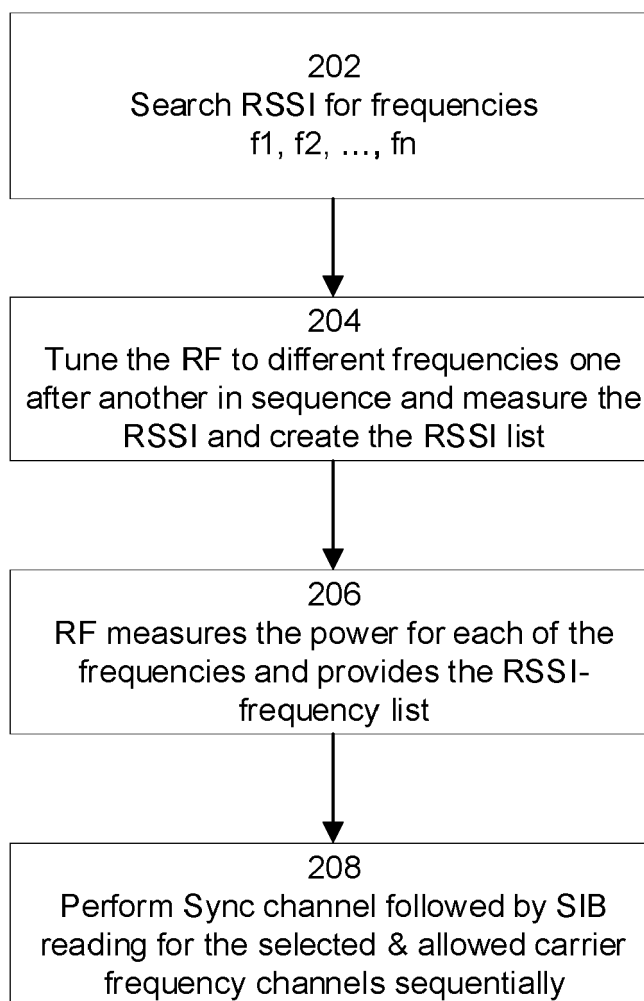 202
Search RSSI for frequencies
f1, f2, ..., fn
204
Tune the RF to different frequencies one
after another in sequence and measure the
RSSI and create the RSSI list
206
RF measures the power for each of the
frequencies and provides the RSSI-
frequency list
208
Perform Sync channel followed by SIB
reading for the selected & allowed carrier
frequency channels sequentially